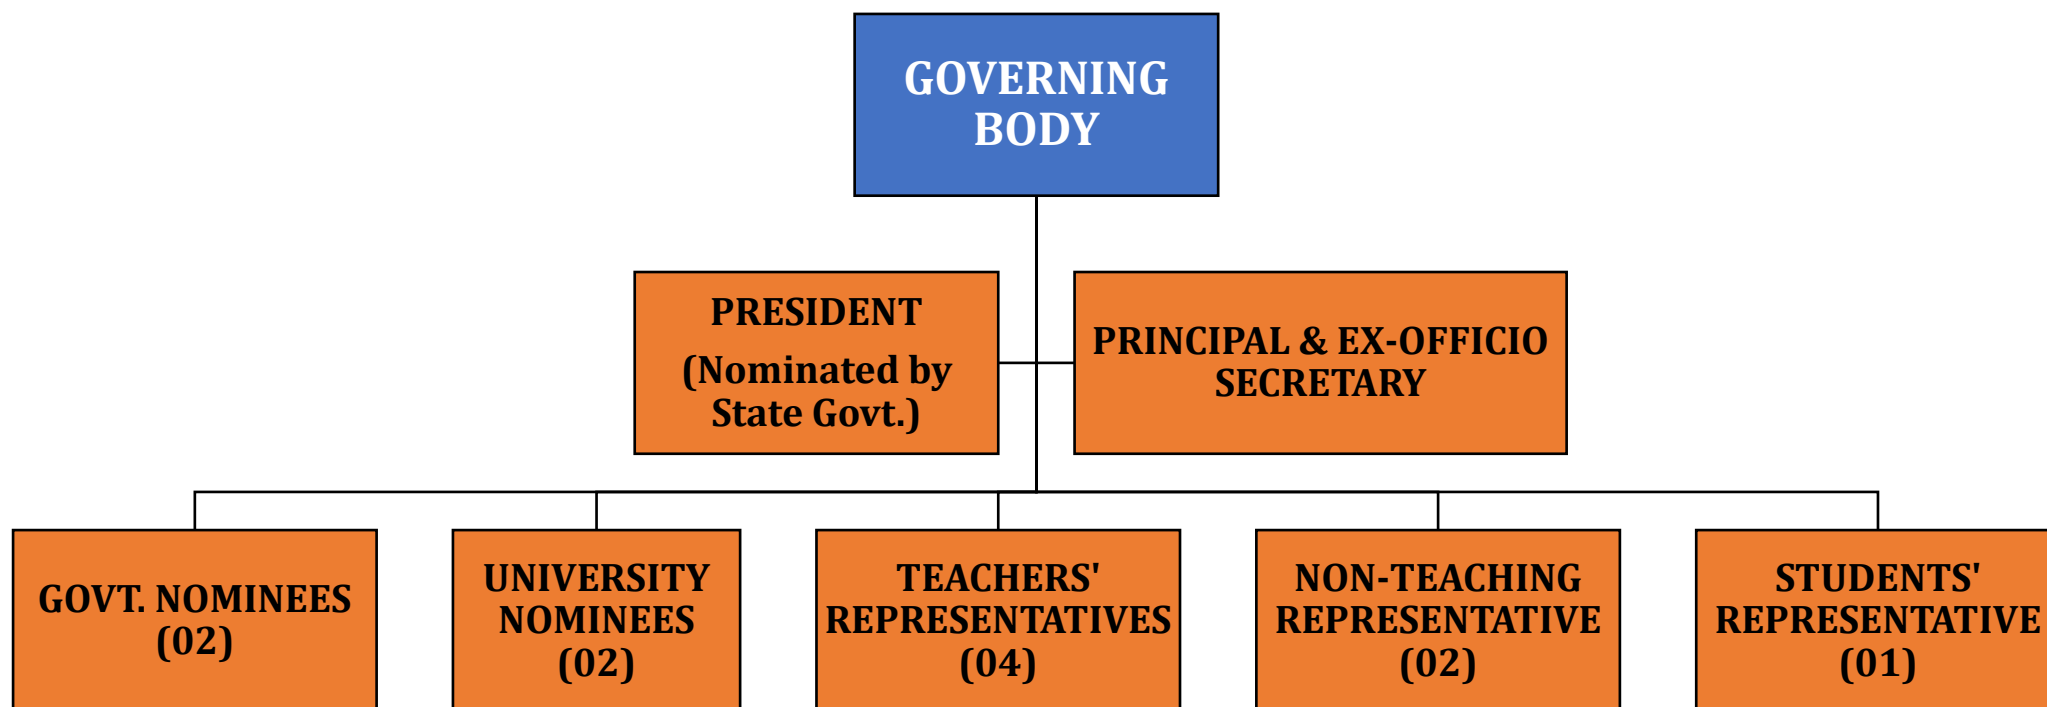 GOVERNING
BODY
PRESIDENT
(Nominated by
State Govt.)
PRINCIPAL & EX-OFFICIO
SECRETARY
GOVT. NOMINEES
(02)
UNIVERSITY
NOMINEES
(02)
TEACHERS'
REPRESENTATIVES
(04)
NON-TEACHING
REPRESENTATIVE
(02)
STUDENTS'
REPRESENTATIVE
(01)